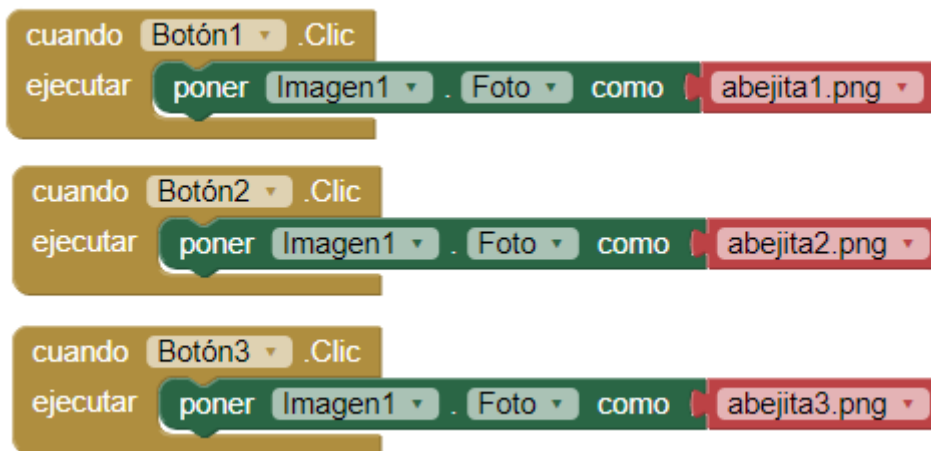 cuando Botón1 .Clic
ejecutar poner Imagen1 . Foto como abejita1.png
cuando Botón2 .Clic
ejecutar poner Imagen1 . Foto como abejita2.png
cuando Botón3 .Clic
ejecutar poner Imagen1 . Foto como abejita3.png